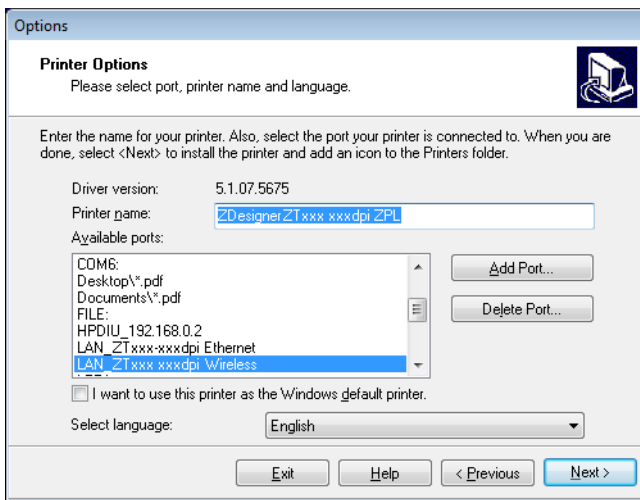 Options
Printer Options
Please select port, printer name and language.
Enter the name for your printer. Also, select the port your printer is connected to. When you are
done, select <Next> to install the printer and add an icon to the Printers folder.
Driver version: 5.1.07.5675
Printer name: ZDesignerZTxxx xxxdpi ZPL
Available ports:
COM6:
Desktop\*.pdf
Documents\*.pdf
FILE:
HPDIU_192.168.0.2
LAN_ZTxxx-xxxdpi Ethernet
LAN_ZTxxx xxxdpi Wireless
Add Port...
Delete Port...
I want to use this printer as the Windows default printer.
Select language: English
Exit Help < Previous Next >